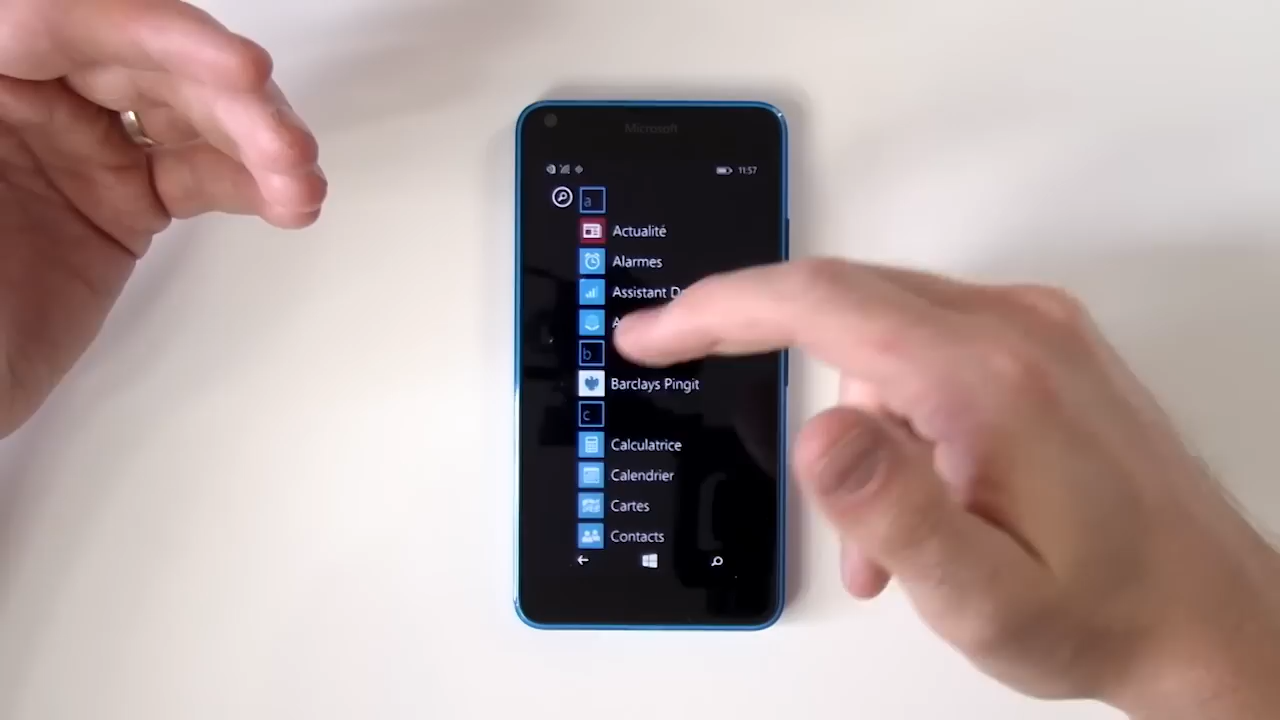 Microsoft
11:57
a
Actualité
Alarmes
Assistant
b
Barclays Pingit
c
Calculatrice
Calendrier
Cartes
Contacts